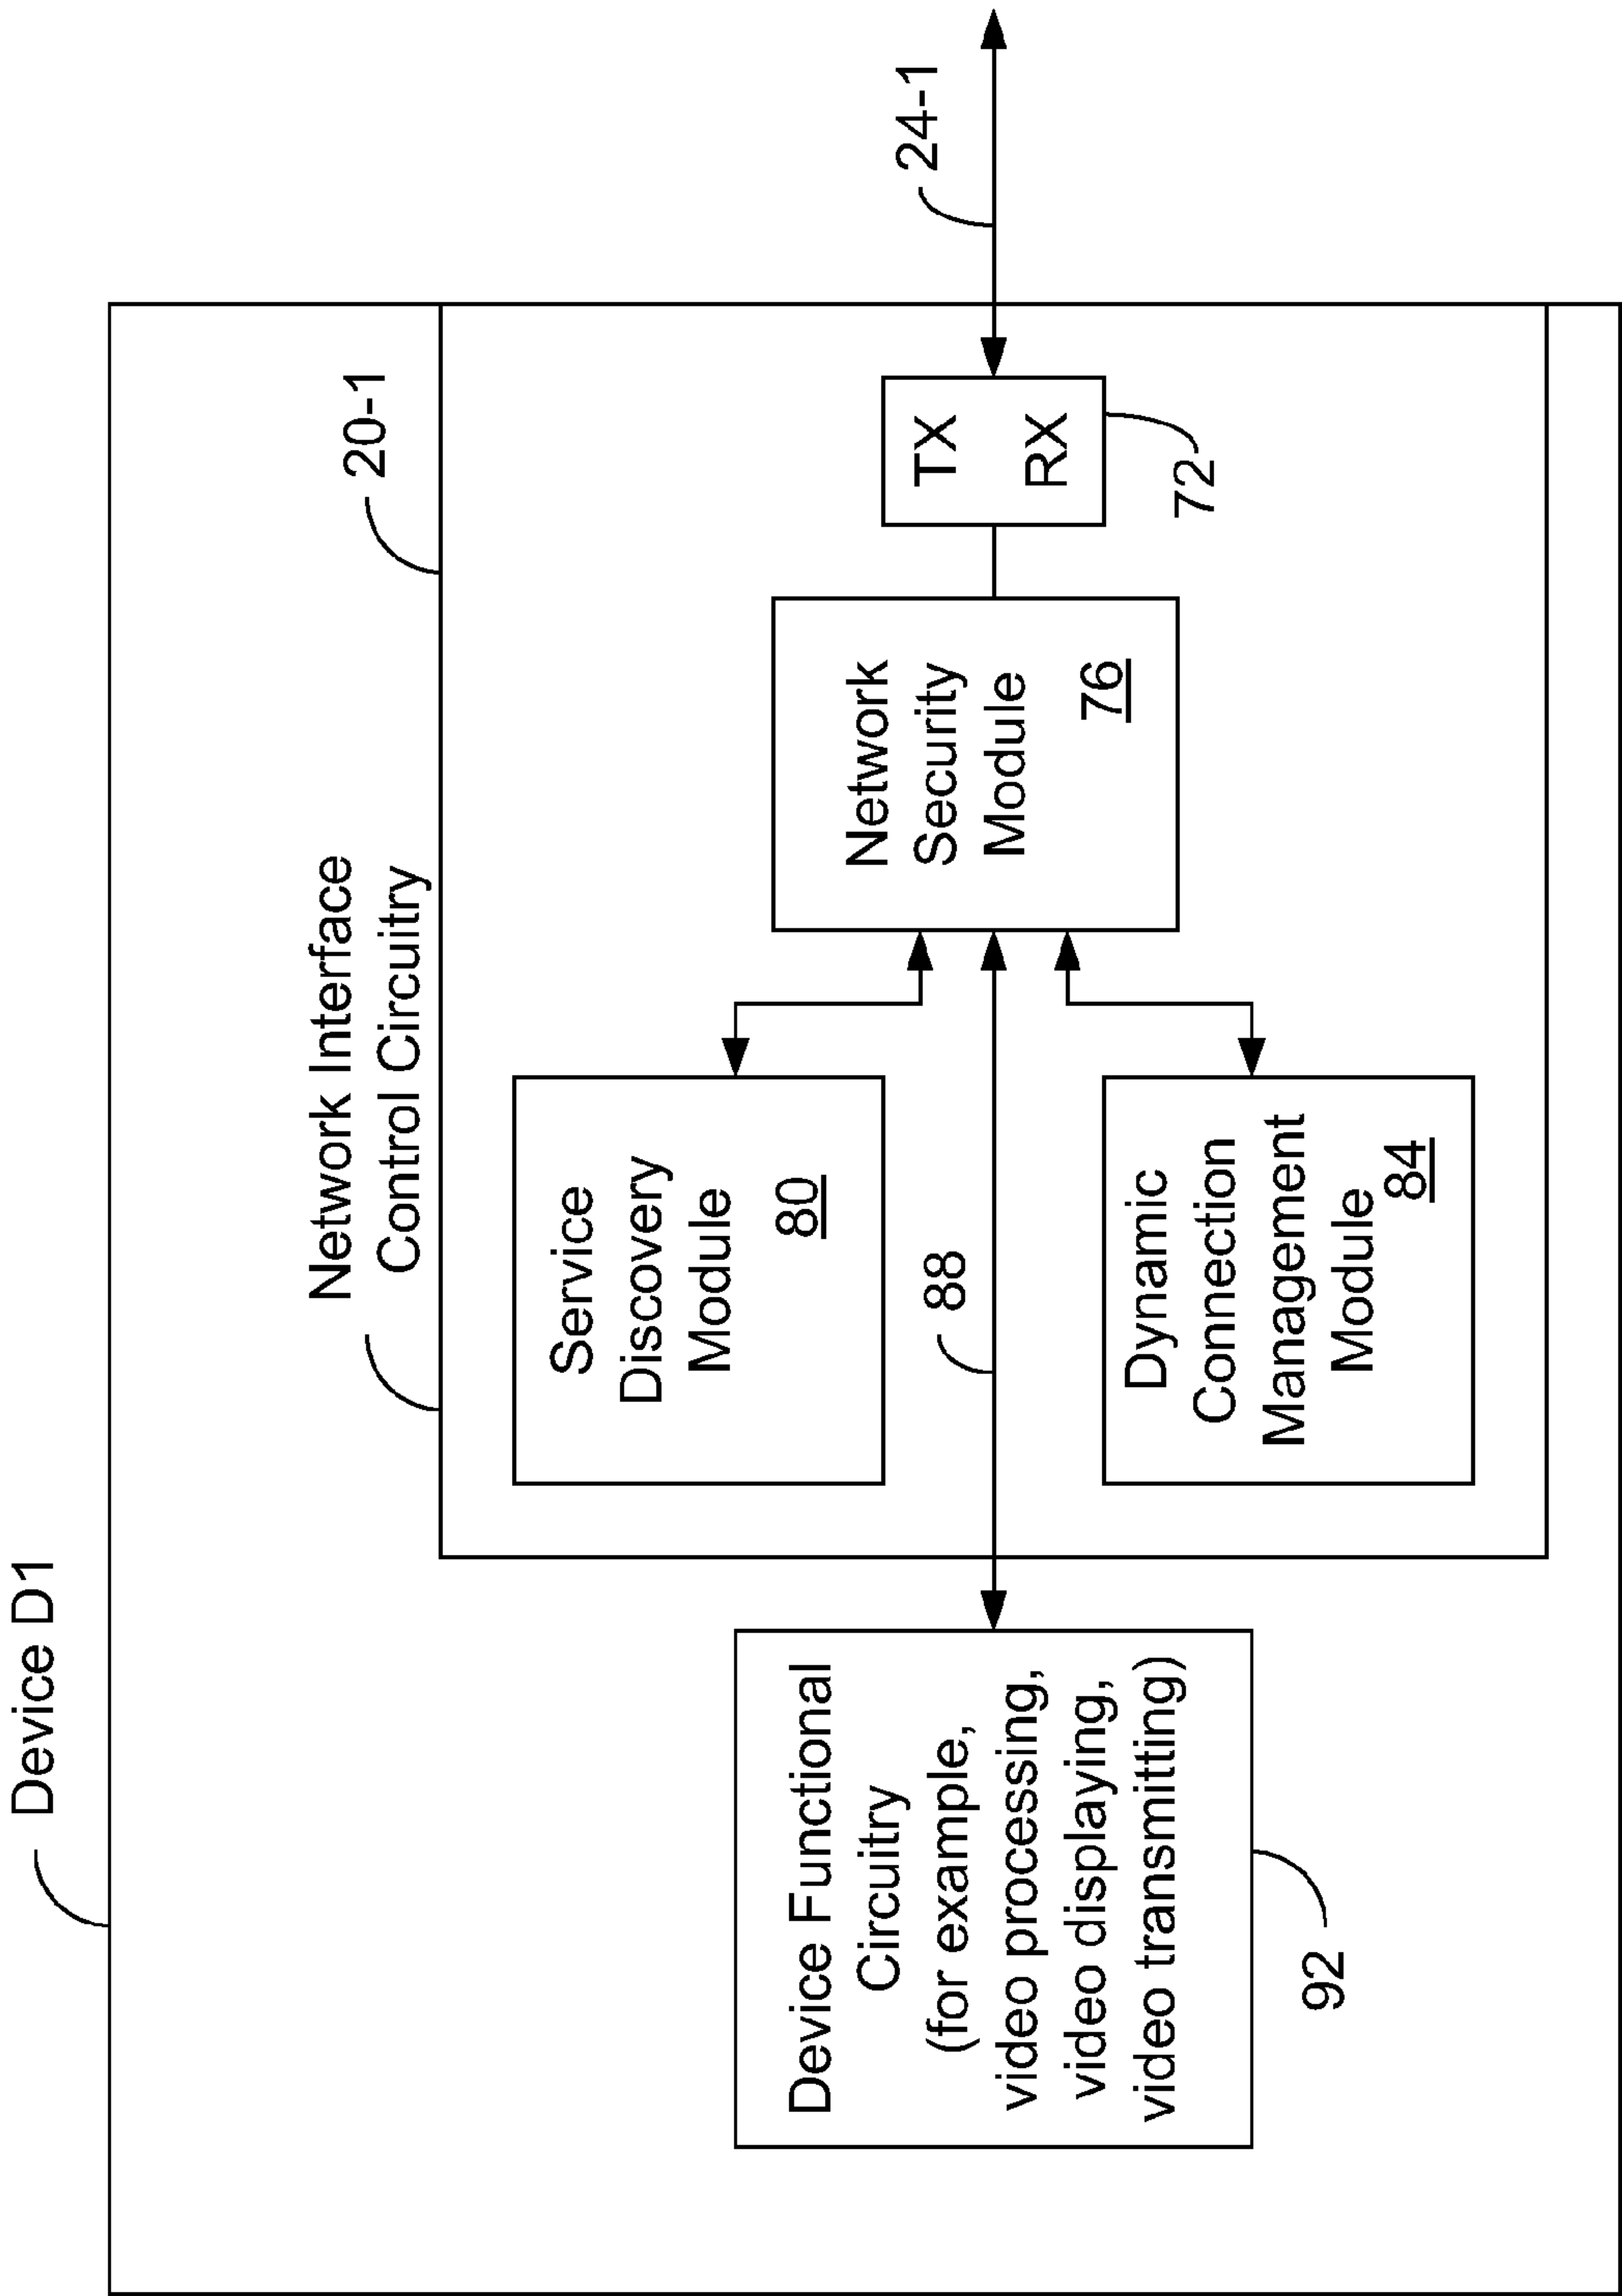 Device D1
Network Interface
Control Circuitry
20-1
24-1
Device Functional
Circuitry
(for example,
video processing,
video displaying,
video transmitting)
92
Service
Discovery
Module
80
88
Dynamic
Connection
Management
Module
84
Network
Security
Module
76
TX
RX
72